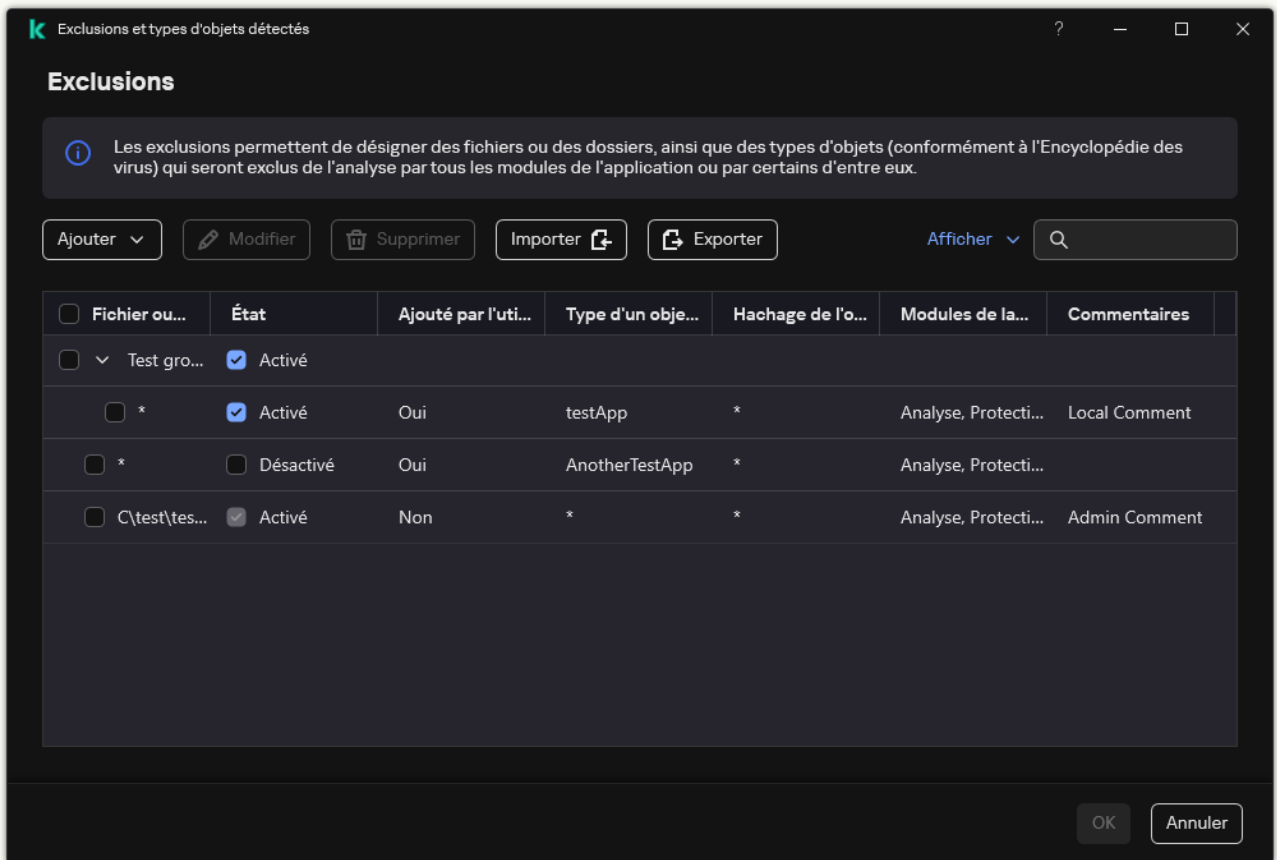 Exclusions et types d'objets détectés
?
Exclusions
Les exclusions permettent de désigner des fichiers ou des dossiers, ainsi que des types d'objets (conformément à l'Encyclopédie des
virus) qui seront exclus de l'analyse par tous les modules de l'application ou par certains d'entre eux.
Ajouter Modifier Supprimer Importer Exporter Afficher
Fichier ou... État Ajouté par l'uti... Type d'un obje... Hachage de l'o... Modules de la... Commentaires
Test gro... Activé
* Activé Oui testApp * Analyse, Protecti... Local Comment
* Désactivé Oui AnotherTestApp * Analyse, Protecti...
C\test\tes... Activé Non * * Analyse, Protecti... Admin Comment
OK Annuler